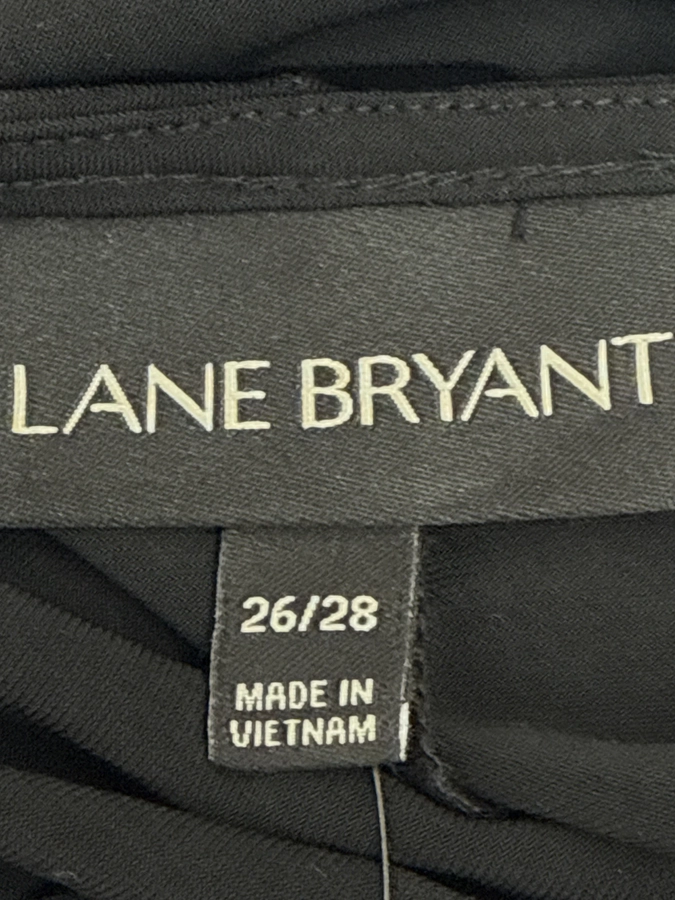 LANE BRYANT
26/28
MADE IN
VIETNAM